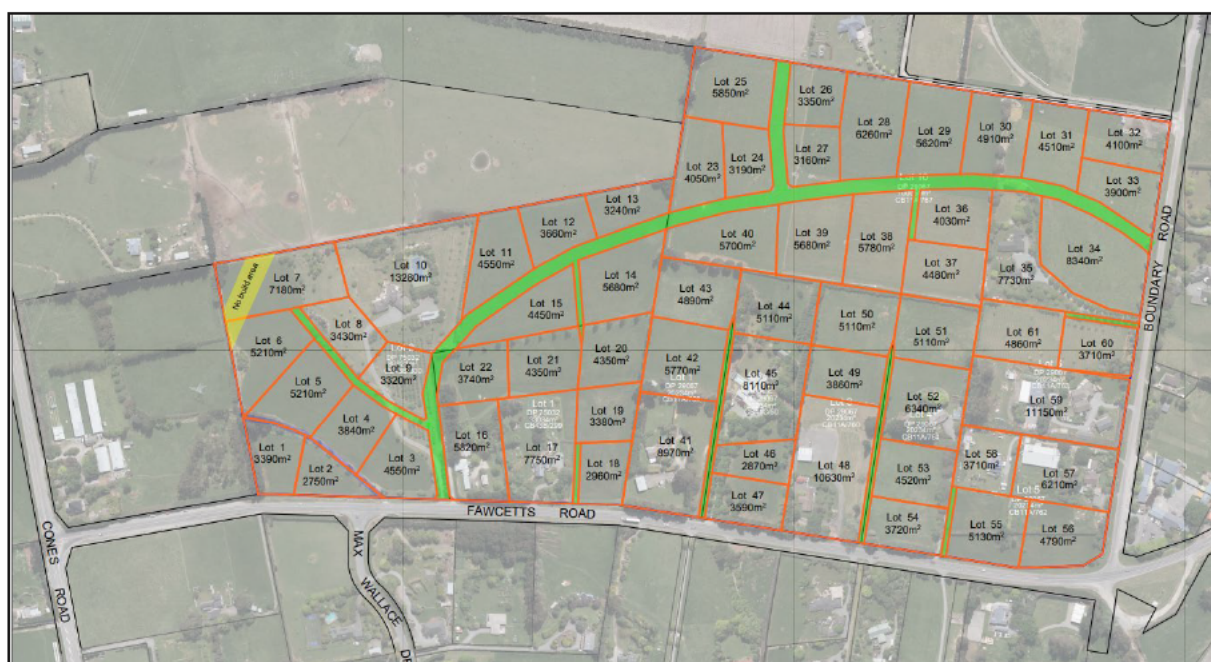 Lot 25
5850m²
Lot 26
3350m²
Lot 28
6260m²
Lot 29
5620m²
Lot 30
4910m²
Lot 31
4510m²
Lot 32
4100m²
Lot 23
4050m²
Lot 24
3190m²
Lot 27
3160m²
Lot 33
3900m²
Lot 13
3240m²
Lot 12
3660m²
Lot 11
4550m²
Lot 36
4030m²
Lot 40
5700m²
Lot 39
5680m²
Lot 38
5780m²
Lot 34
8340m²
Lot 37
4480m²
Lot 35
7730m²
Lot 10
13280m²
Lot 7
7180m²
No build area
Lot 14
5680m²
Lot 43
4890m²
Lot 15
4450m²
Lot 44
5110m²
Lot 50
5110m²
Lot 51
5110m²
Lot 61
4860m²
Lot 60
3710m²
Lot 8
3430m²
Lot 6
5210m²
Lot 9
3320m²
Lot 22
3740m²
Lot 21
4350m²
Lot 20
4350m²
Lot 42
5770m²
Lot 45
8110m²
Lot 49
3860m²
Lot 5
5210m²
Lot 52
6340m²
Lot 59
11150m²
Lot 4
3840m²
Lot 19
3380m²
Lot 16
5820m²
Lot 17
7750m²
Lot 41
8970m²
Lot 1
3390m²
Lot 2
2750m²
Lot 3
4550m²
Lot 18
2960m²
Lot 46
2870m²
Lot 47
3590m²
Lot 48
10630m²
Lot 53
4520m²
Lot 58
3710m²
Lot 57
6210m²
Lot 54
3720m²
Lot 55
5130m²
Lot 56
4790m²
FAWCETTS ROAD
BOUNDARY ROAD
CONES ROAD
MAX WALLACE